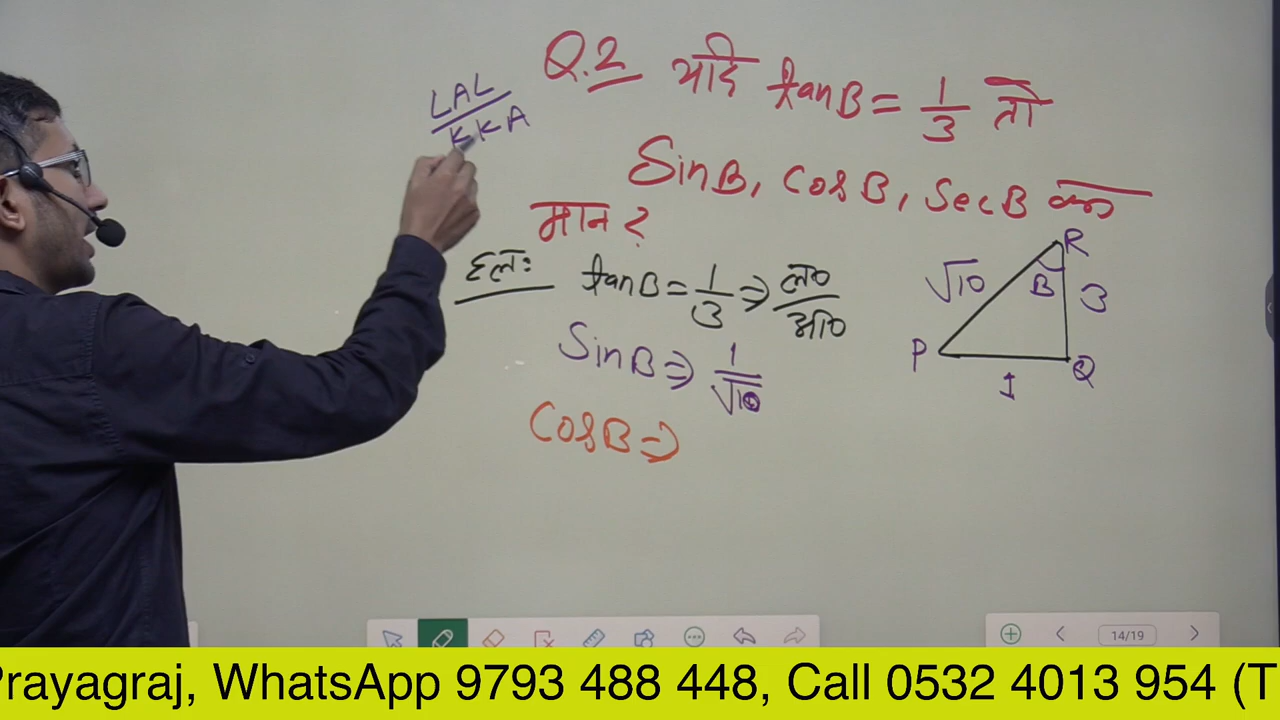 Q.2 यदि tanB = 1/3 तो
SinB, CosB, SecB का
मान ?
LAL
KKA
हलः tanB = 1/3 ⇒ ल०/आ०
SinB ⇒ 1/√10
CosB ⇒
R
√10
B
3
P
Q
1
14/19
Prayagraj, WhatsApp 9793 488 448, Call 0532 4013 954 (T